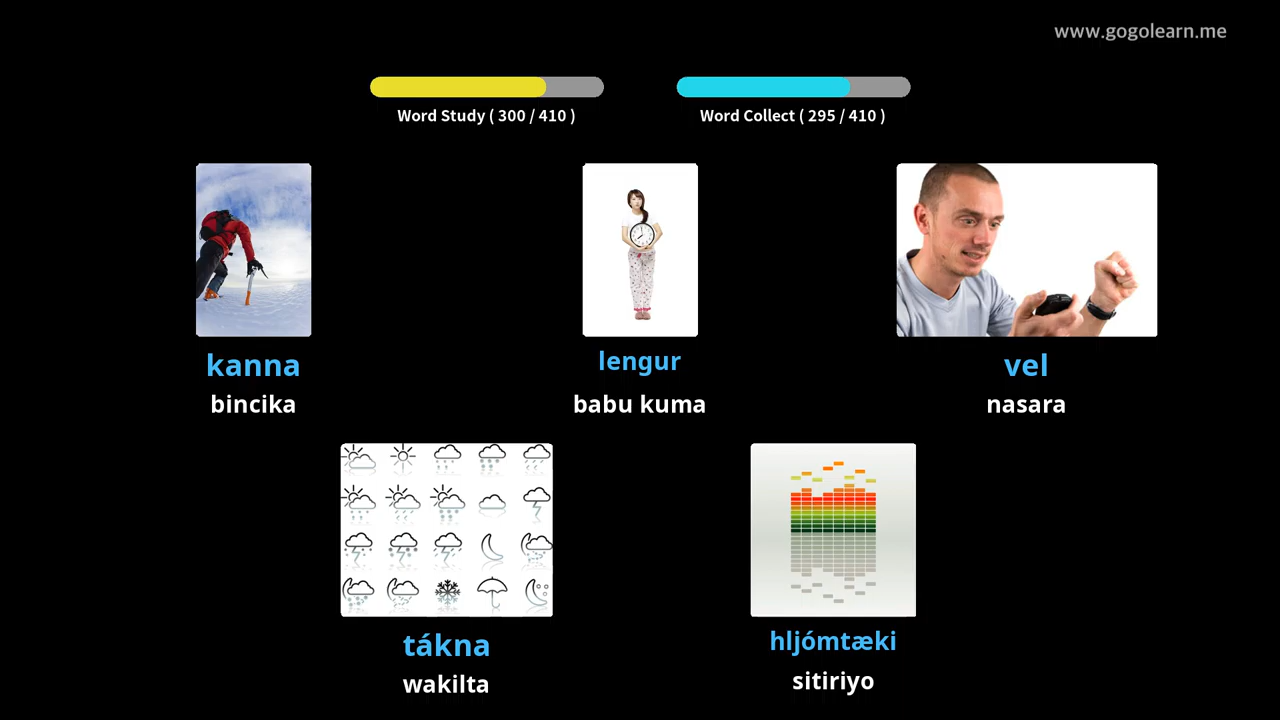 www.gogolearn.me
Word Study ( 300 / 410 )
Word Collect ( 295 / 410 )
kanna
bincika
lengur
babu kuma
vel
nasara
tákna
wakilta
hljómtæki
sitiriyo